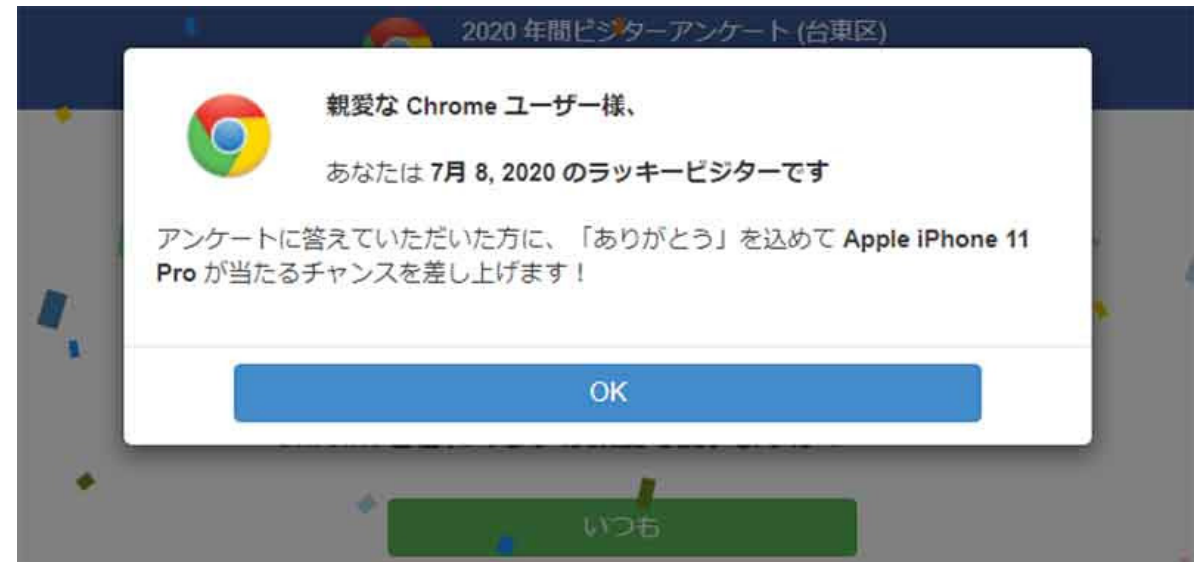 2020 年間ビジターアンケート (台東区)
親愛な Chrome ユーザー様、
あなたは 7月 8, 2020 のラッキービジターです
アンケートに答えていただいた方に、「ありがとう」を込めて Apple iPhone 11
Pro が当たるチャンスを差し上げます！
OK
いつも